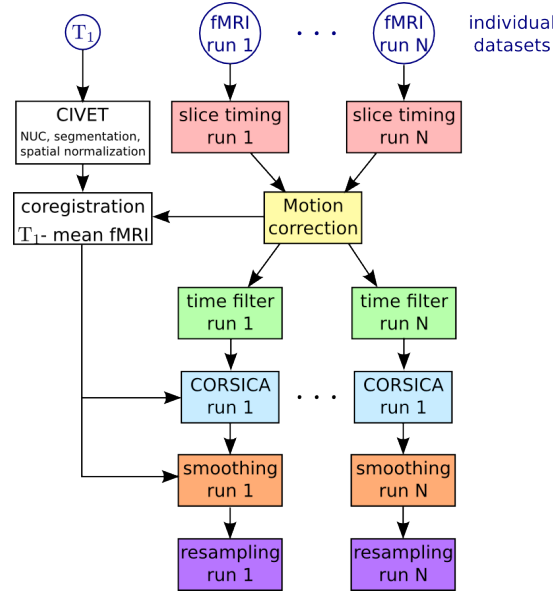 T₁
fMRI
run 1
· · ·
fMRI
run N
individual
datasets
CIVET
NUC, segmentation,
spatial normalization
slice timing
run 1
slice timing
run N
coregistration
T₁- mean fMRI
Motion
correction
time filter
run 1
time filter
run N
CORSICA
run 1
· · ·
CORSICA
run 1
smoothing
run 1
smoothing
run N
resampling
run 1
resampling
run N